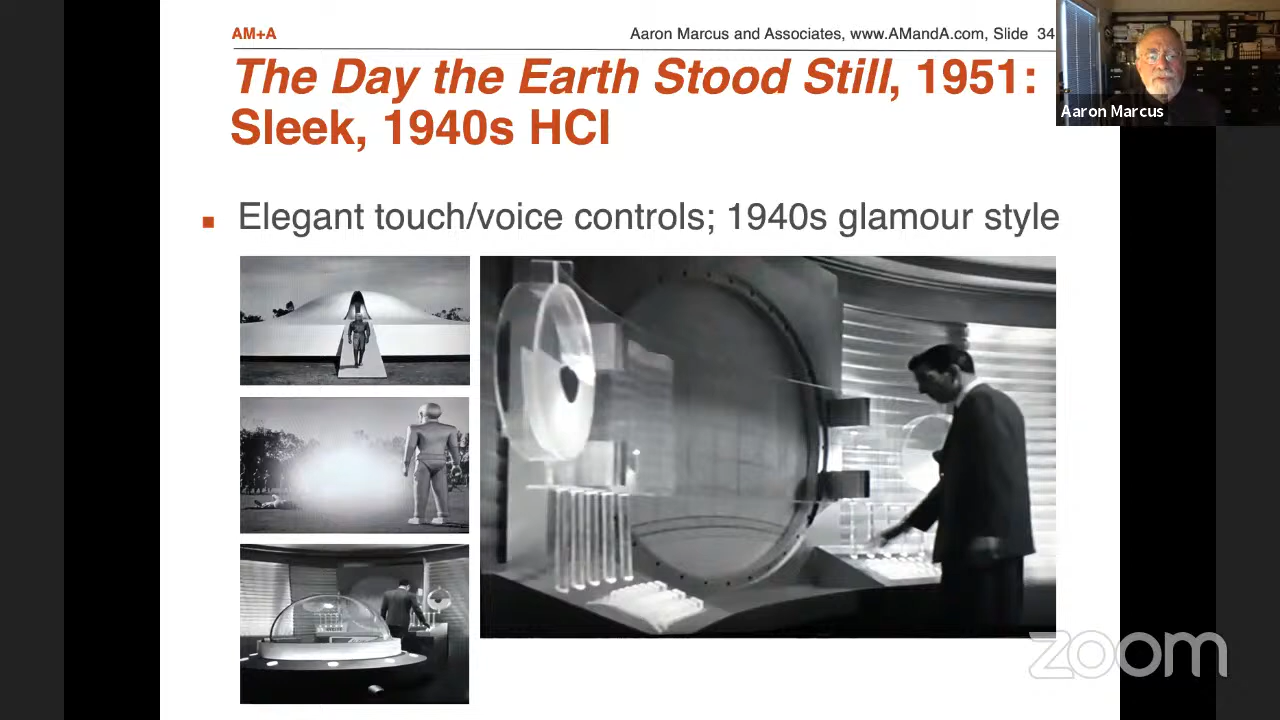 AM+A
Aaron Marcus and Associates, www.AMandA.com, Slide 34
The Day the Earth Stood Still, 1951:
Sleek, 1940s HCI
Aaron Marcus
Elegant touch/voice controls; 1940s glamour style
zoom